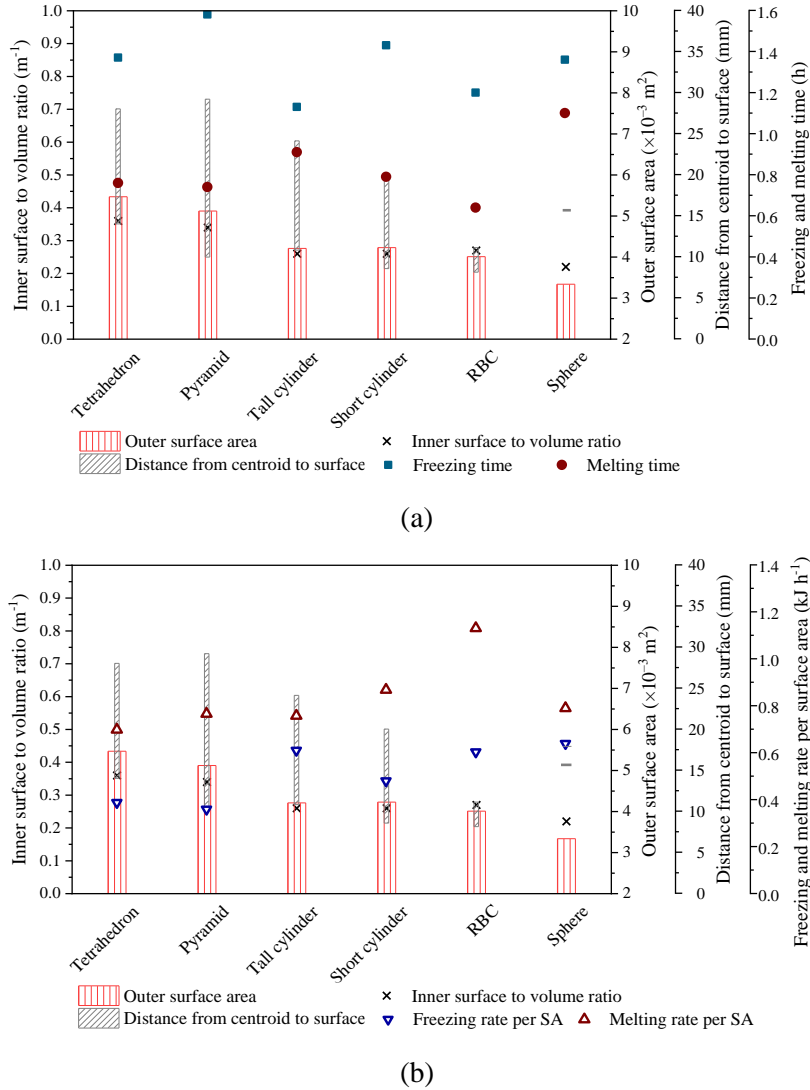 Inner surface to volume ratio (m-1)
1.0
0.9
0.8
0.7
0.6
0.5
0.4
0.3
0.2
0.1
0.0
10
9
8
7
6
5
4
3
2
Outer surface area (×10-3 m2)
40
35
30
25
20
15
10
5
0
Distance from centroid to surface (mm)
1.6
1.4
1.2
1.0
0.8
0.6
0.4
0.2
0.0
Freezing and melting time (h)
Tetrahedron
Pyramid
Tall cylinder
Short cylinder
RBC
Sphere
Outer surface area
Inner surface to volume ratio
Distance from centroid to surface
Freezing time
Melting time
(a)
Inner surface to volume ratio (m-1)
1.0
0.9
0.8
0.7
0.6
0.5
0.4
0.3
0.2
0.1
0.0
10
9
8
7
6
5
4
3
2
Outer surface area (×10-3 m2)
40
35
30
25
20
15
10
5
0
Distance from centroid to surface (mm)
1.4
1.2
1.0
0.8
0.6
0.4
0.2
0.0
Freezing and melting rate per surface area (kJ h-1)
Tetrahedron
Pyramid
Tall cylinder
Short cylinder
RBC
Sphere
Outer surface area
Inner surface to volume ratio
Distance from centroid to surface
Freezing rate per SA
Melting rate per SA
(b)